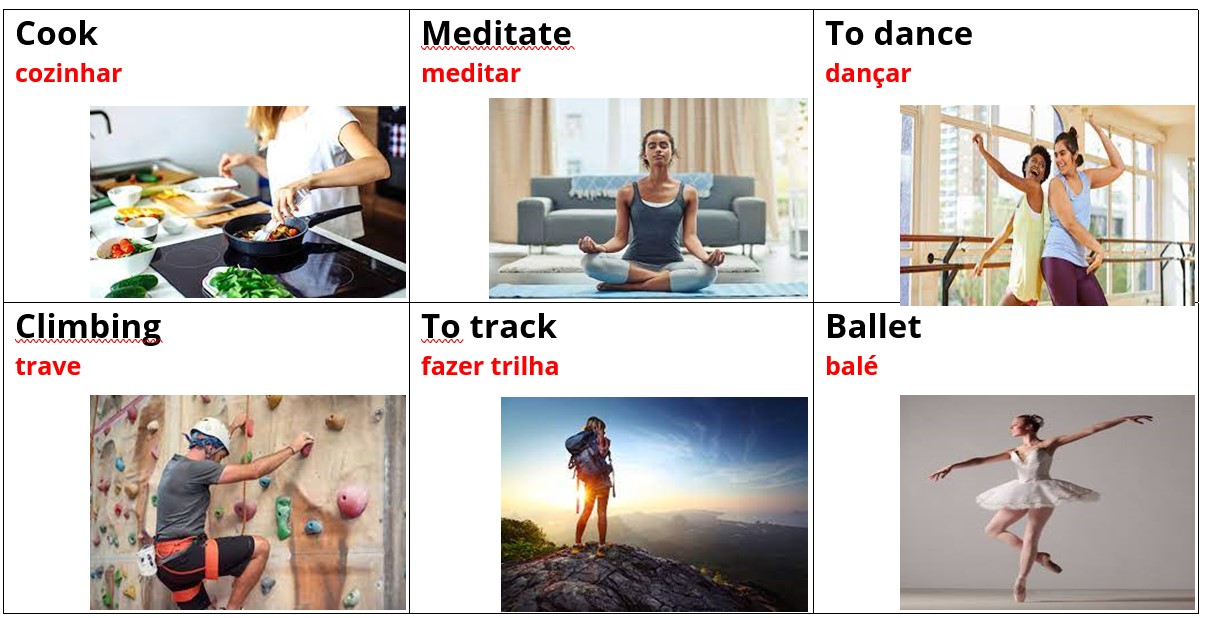 Cook
cozinhar
Meditate
meditar
To dance
dançar
Climbing
trave
To track
fazer trilha
Ballet
balé